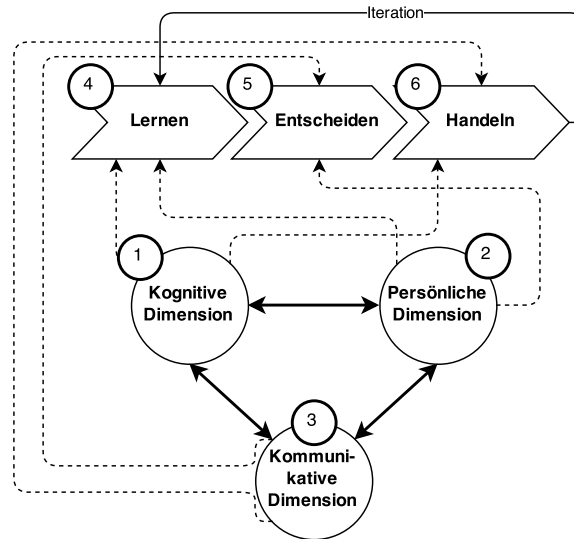 Iteration
4
5
6
Lernen
Entscheiden
Handeln
1
2
Kognitive
Dimension
Persönliche
Dimension
3
Kommuni-
kative
Dimension